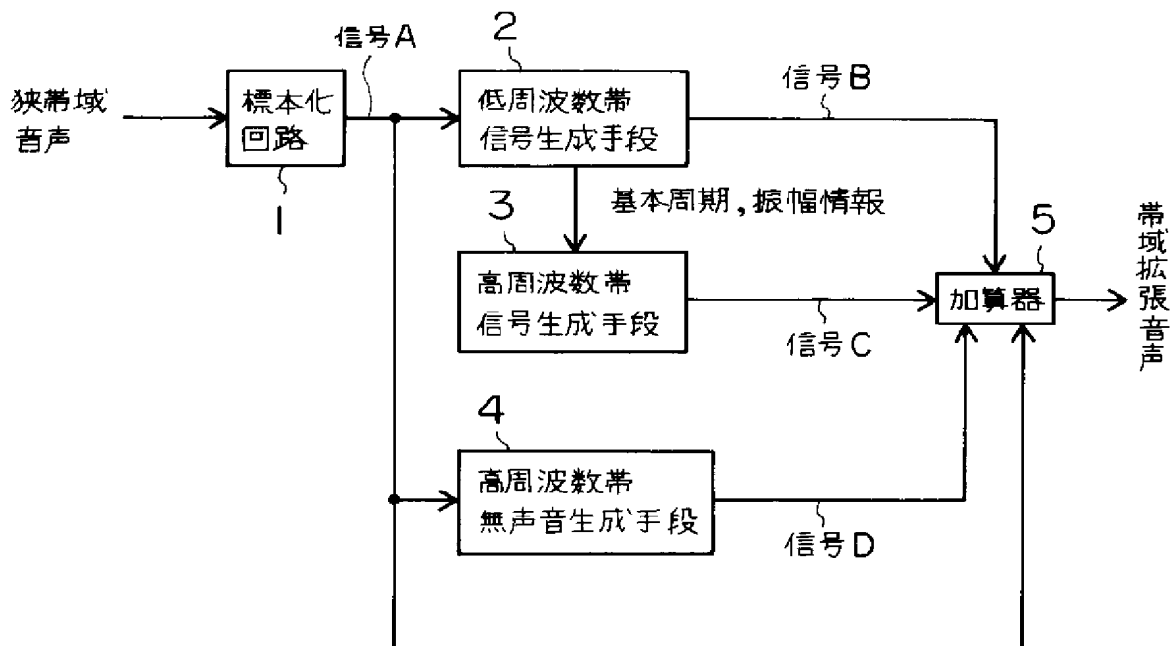 狭帯域
音声
標本化
回路
1
信号A
2
低周波数帯
信号生成手段
信号B
基本周期,振幅情報
3
高周波数帯
信号生成手段
信号C
4
高周波数帯
無声音生成手段
信号D
5
加算器
帯域拡張音声